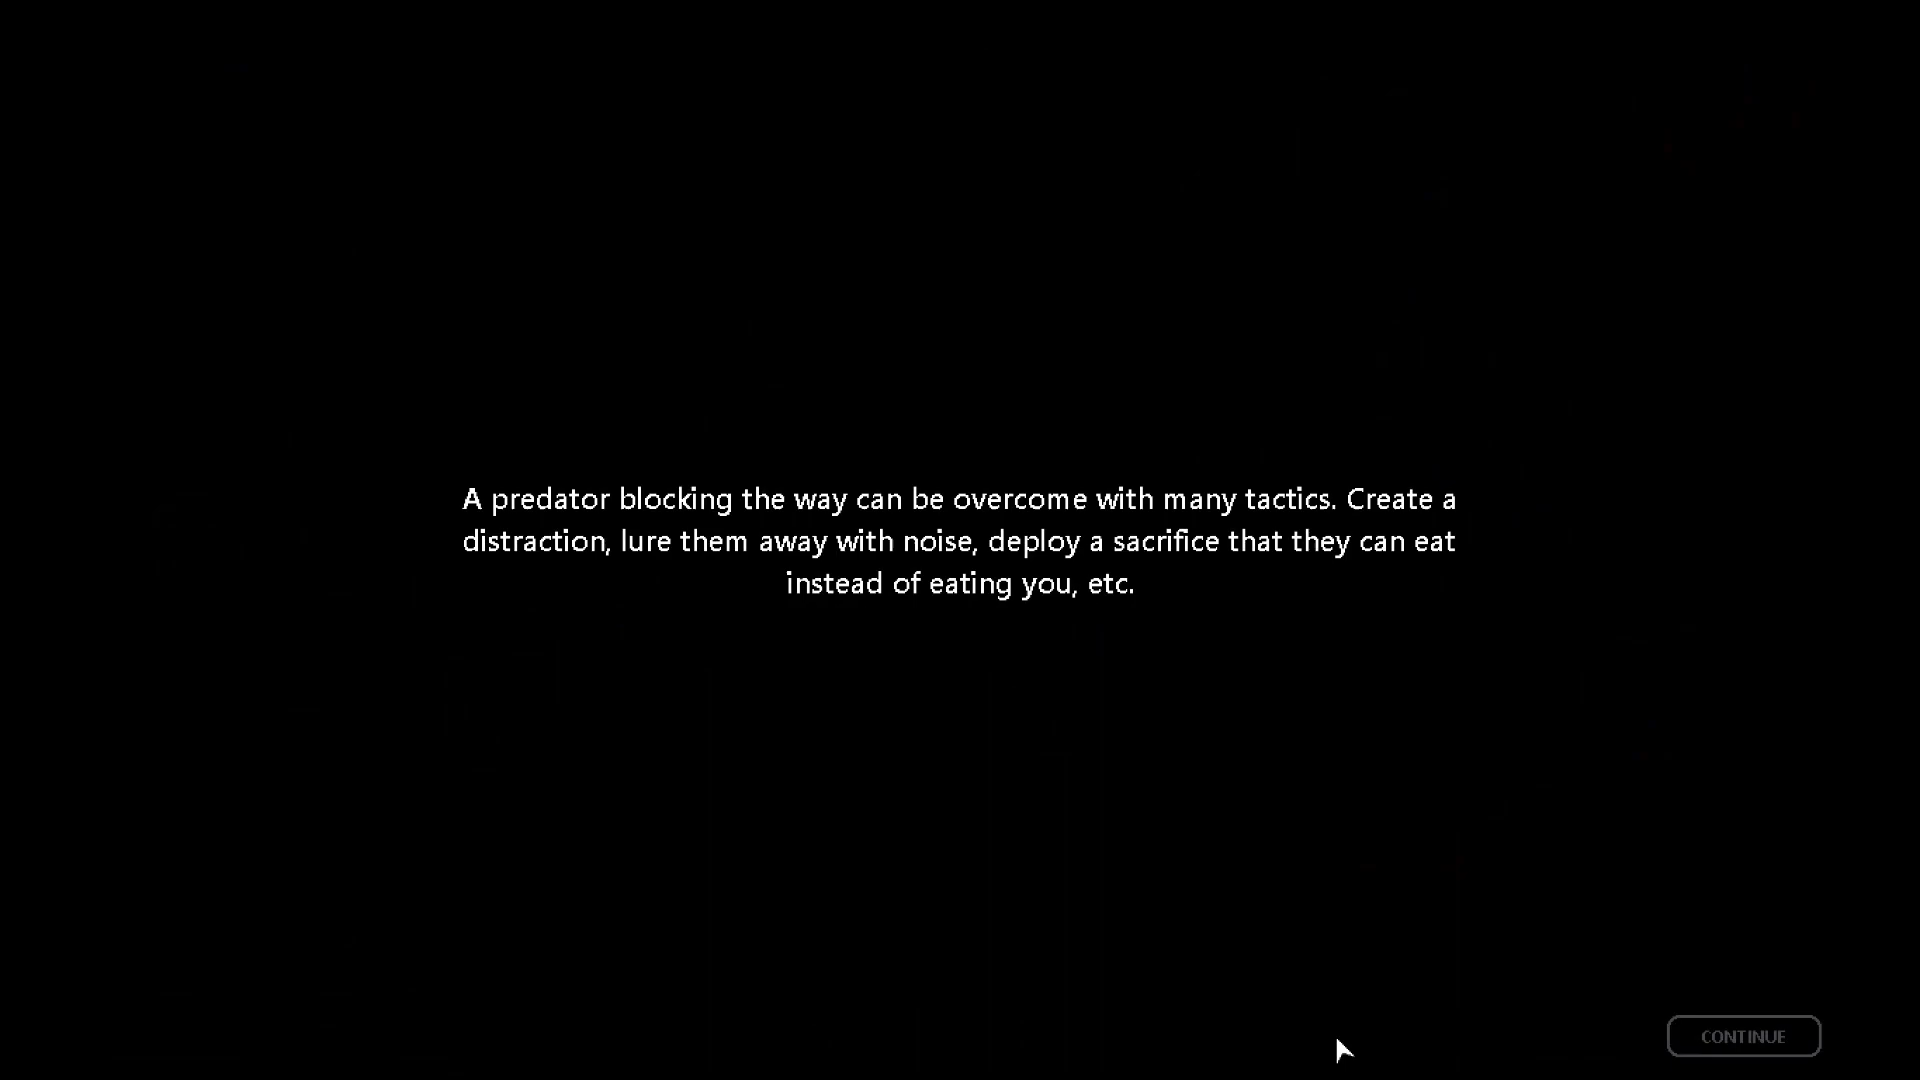 A predator blocking the way can be overcome with many tactics. Create a
distraction, lure them away with noise, deploy a sacrifice that they can eat
instead of eating you, etc.
CONTINUE